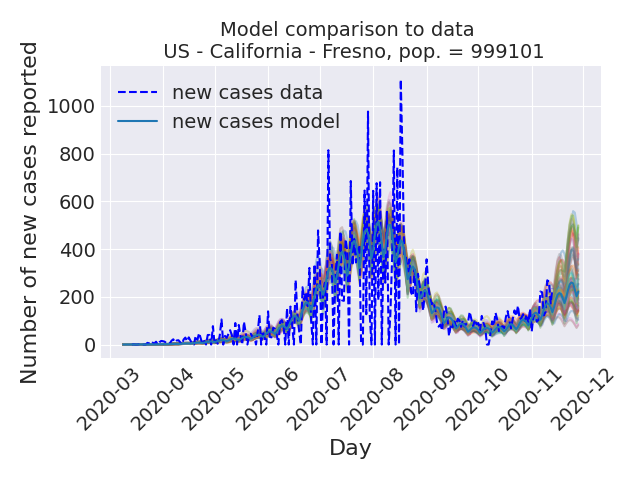 Model comparison to data
US - California - Fresno, pop. = 999101
Number of new cases reported
new cases data
new cases model
1000
800
600
400
200
0
2020-03
2020-04
2020-05
2020-06
2020-07
2020-08
2020-09
2020-10
2020-11
2020-12
Day